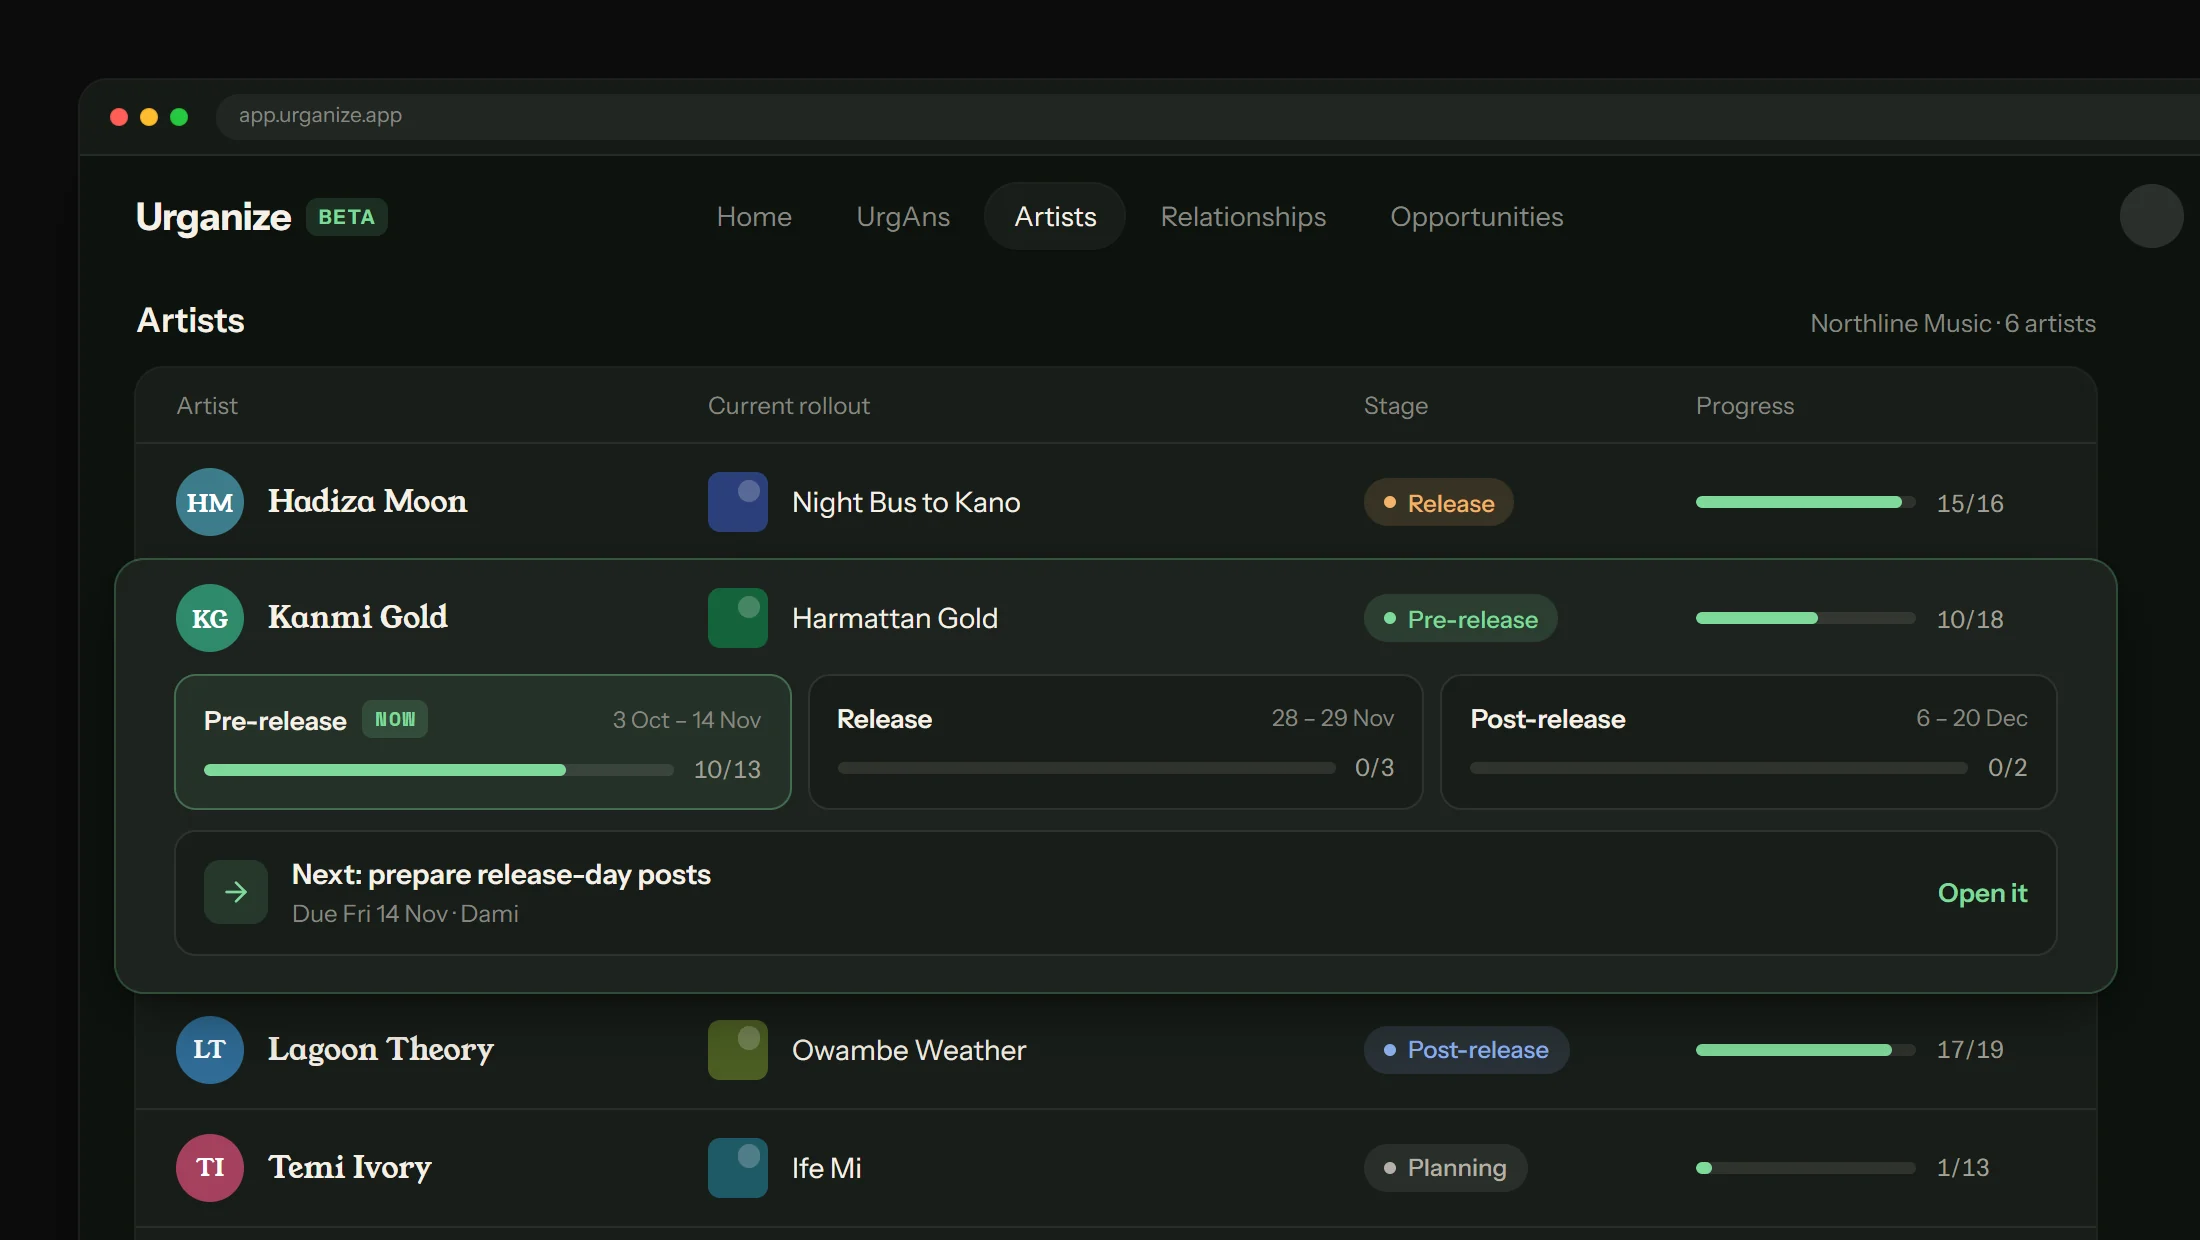 app.urganize.app
Urganize BETA
Home UrgAns Artists Relationships Opportunities
Artists
Northline Music · 6 artists
Artist Current rollout Stage Progress
HM Hadiza Moon Night Bus to Kano Release 15/16
KG Kanmi Gold Harmattan Gold Pre-release 10/18
Pre-release NOW 3 Oct – 14 Nov
10/13
Release 28 – 29 Nov
0/3
Post-release 6 – 20 Dec
0/2
Next: prepare release-day posts
Due Fri 14 Nov · Dami
Open it
LT Lagoon Theory Owambe Weather Post-release 17/19
TI Temi Ivory Ife Mi Planning 1/13